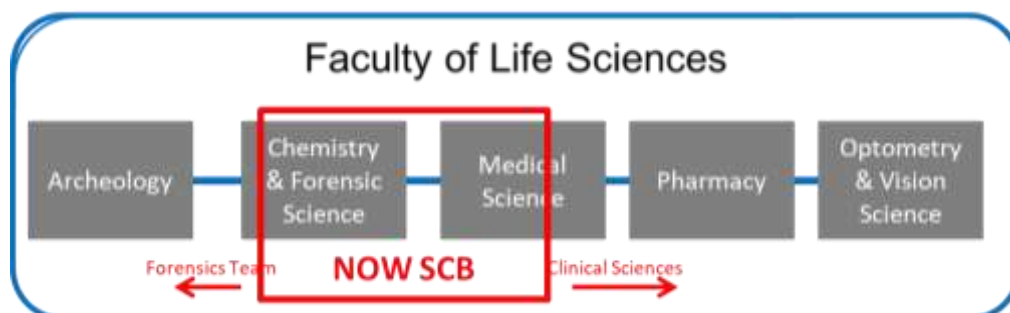 Faculty of Life Sciences
Archeology
Chemistry
& Forensic
Science
Medical
Science
Pharmacy
Optometry
& Vision
Science
Forensics Team
NOW SCB
Clinical Sciences